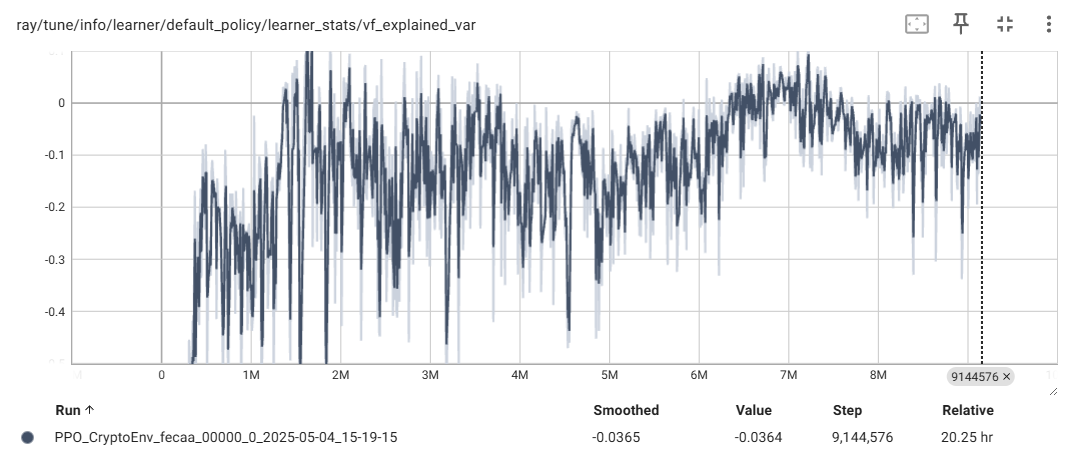 ray/tune/info/learner/default_policy/learner_stats/vf_explained_var
0
-0.1
-0.2
-0.3
-0.4
0 1M 2M 3M 4M 5M 6M 7M 8M 9144576 ×
Run ↑ Smoothed Value Step Relative
PPO_CryptoEnv_fecaa_00000_0_2025-05-04_15-19-15 -0.0365 -0.0364 9,144,576 20.25 hr